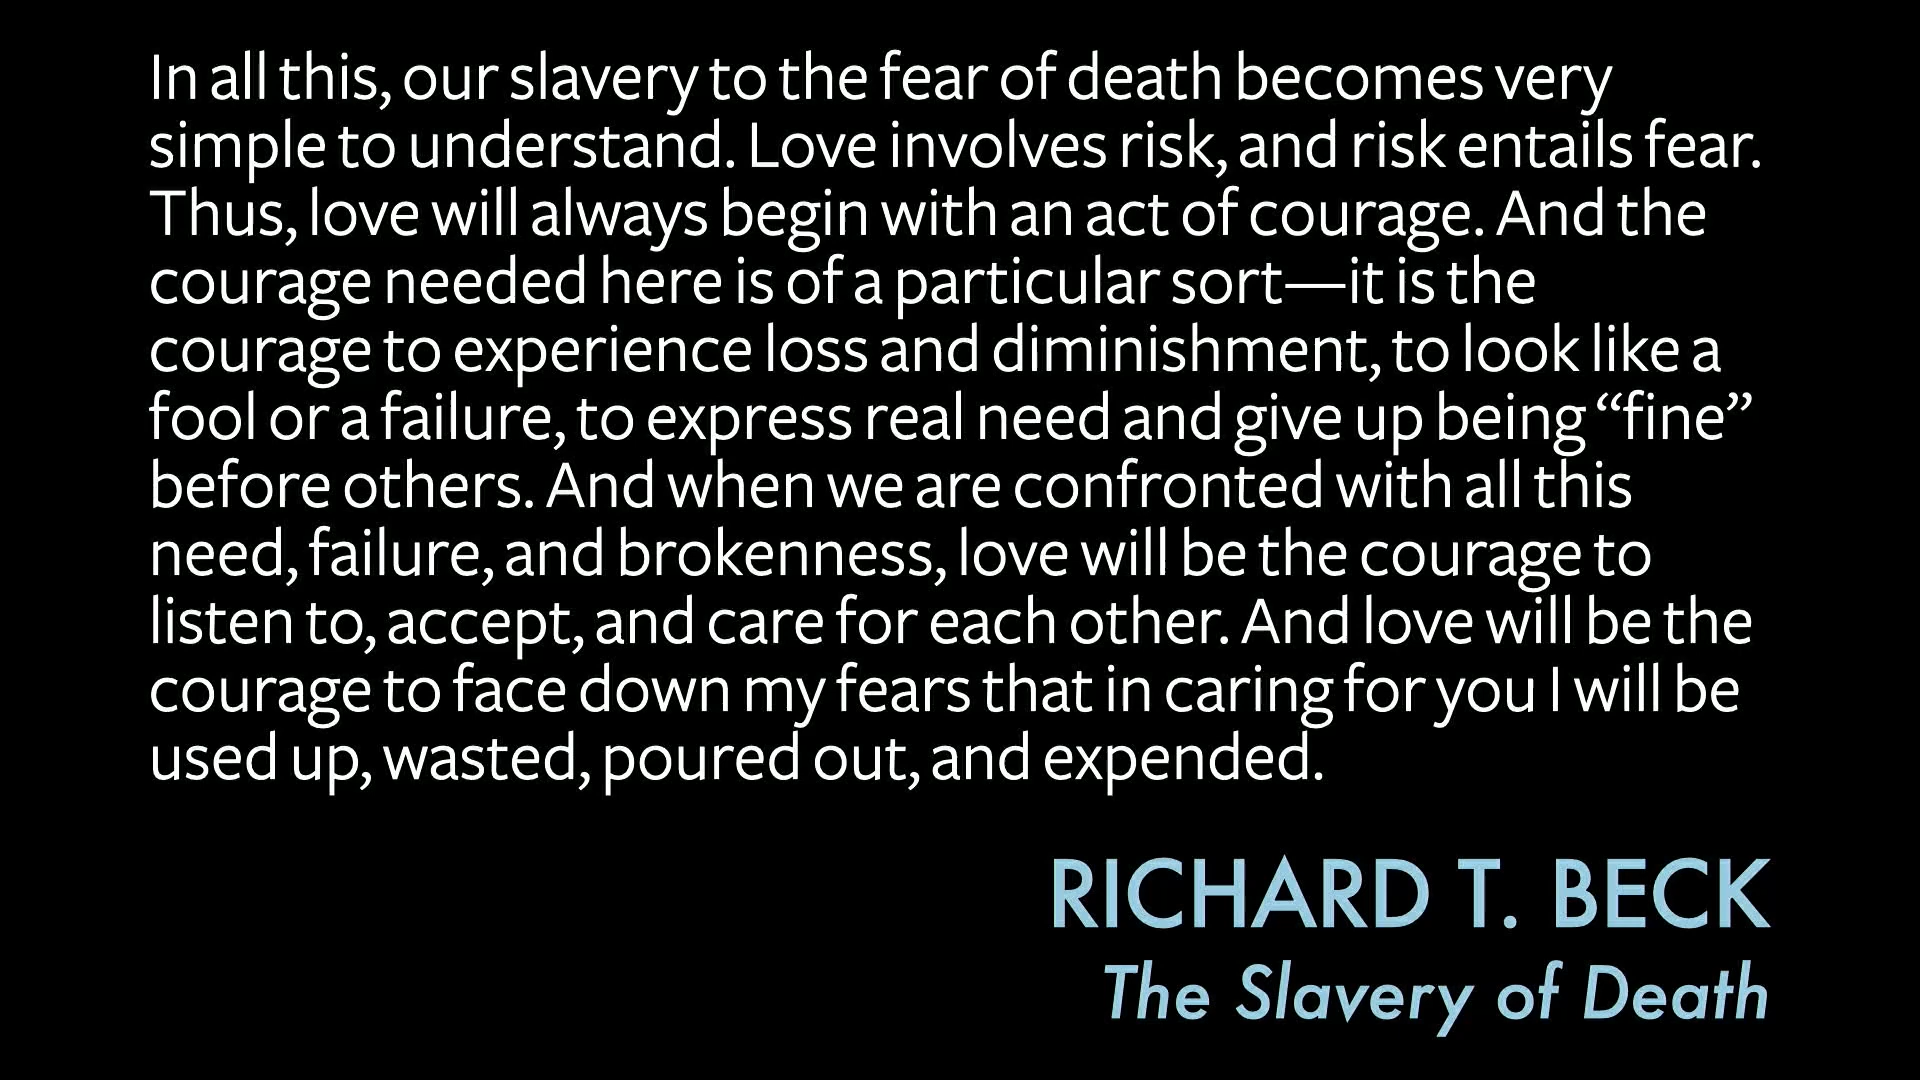 In all this, our slavery to the fear of death becomes very
simple to understand. Love involves risk, and risk entails fear.
Thus, love will always begin with an act of courage. And the
courage needed here is of a particular sort—it is the
courage to experience loss and diminishment, to look like a
fool or a failure, to express real need and give up being “fine”
before others. And when we are confronted with all this
need, failure, and brokenness, love will be the courage to
listen to, accept, and care for each other. And love will be the
courage to face down my fears that in caring for you I will be
used up, wasted, poured out, and expended.
RICHARD T. BECK
The Slavery of Death